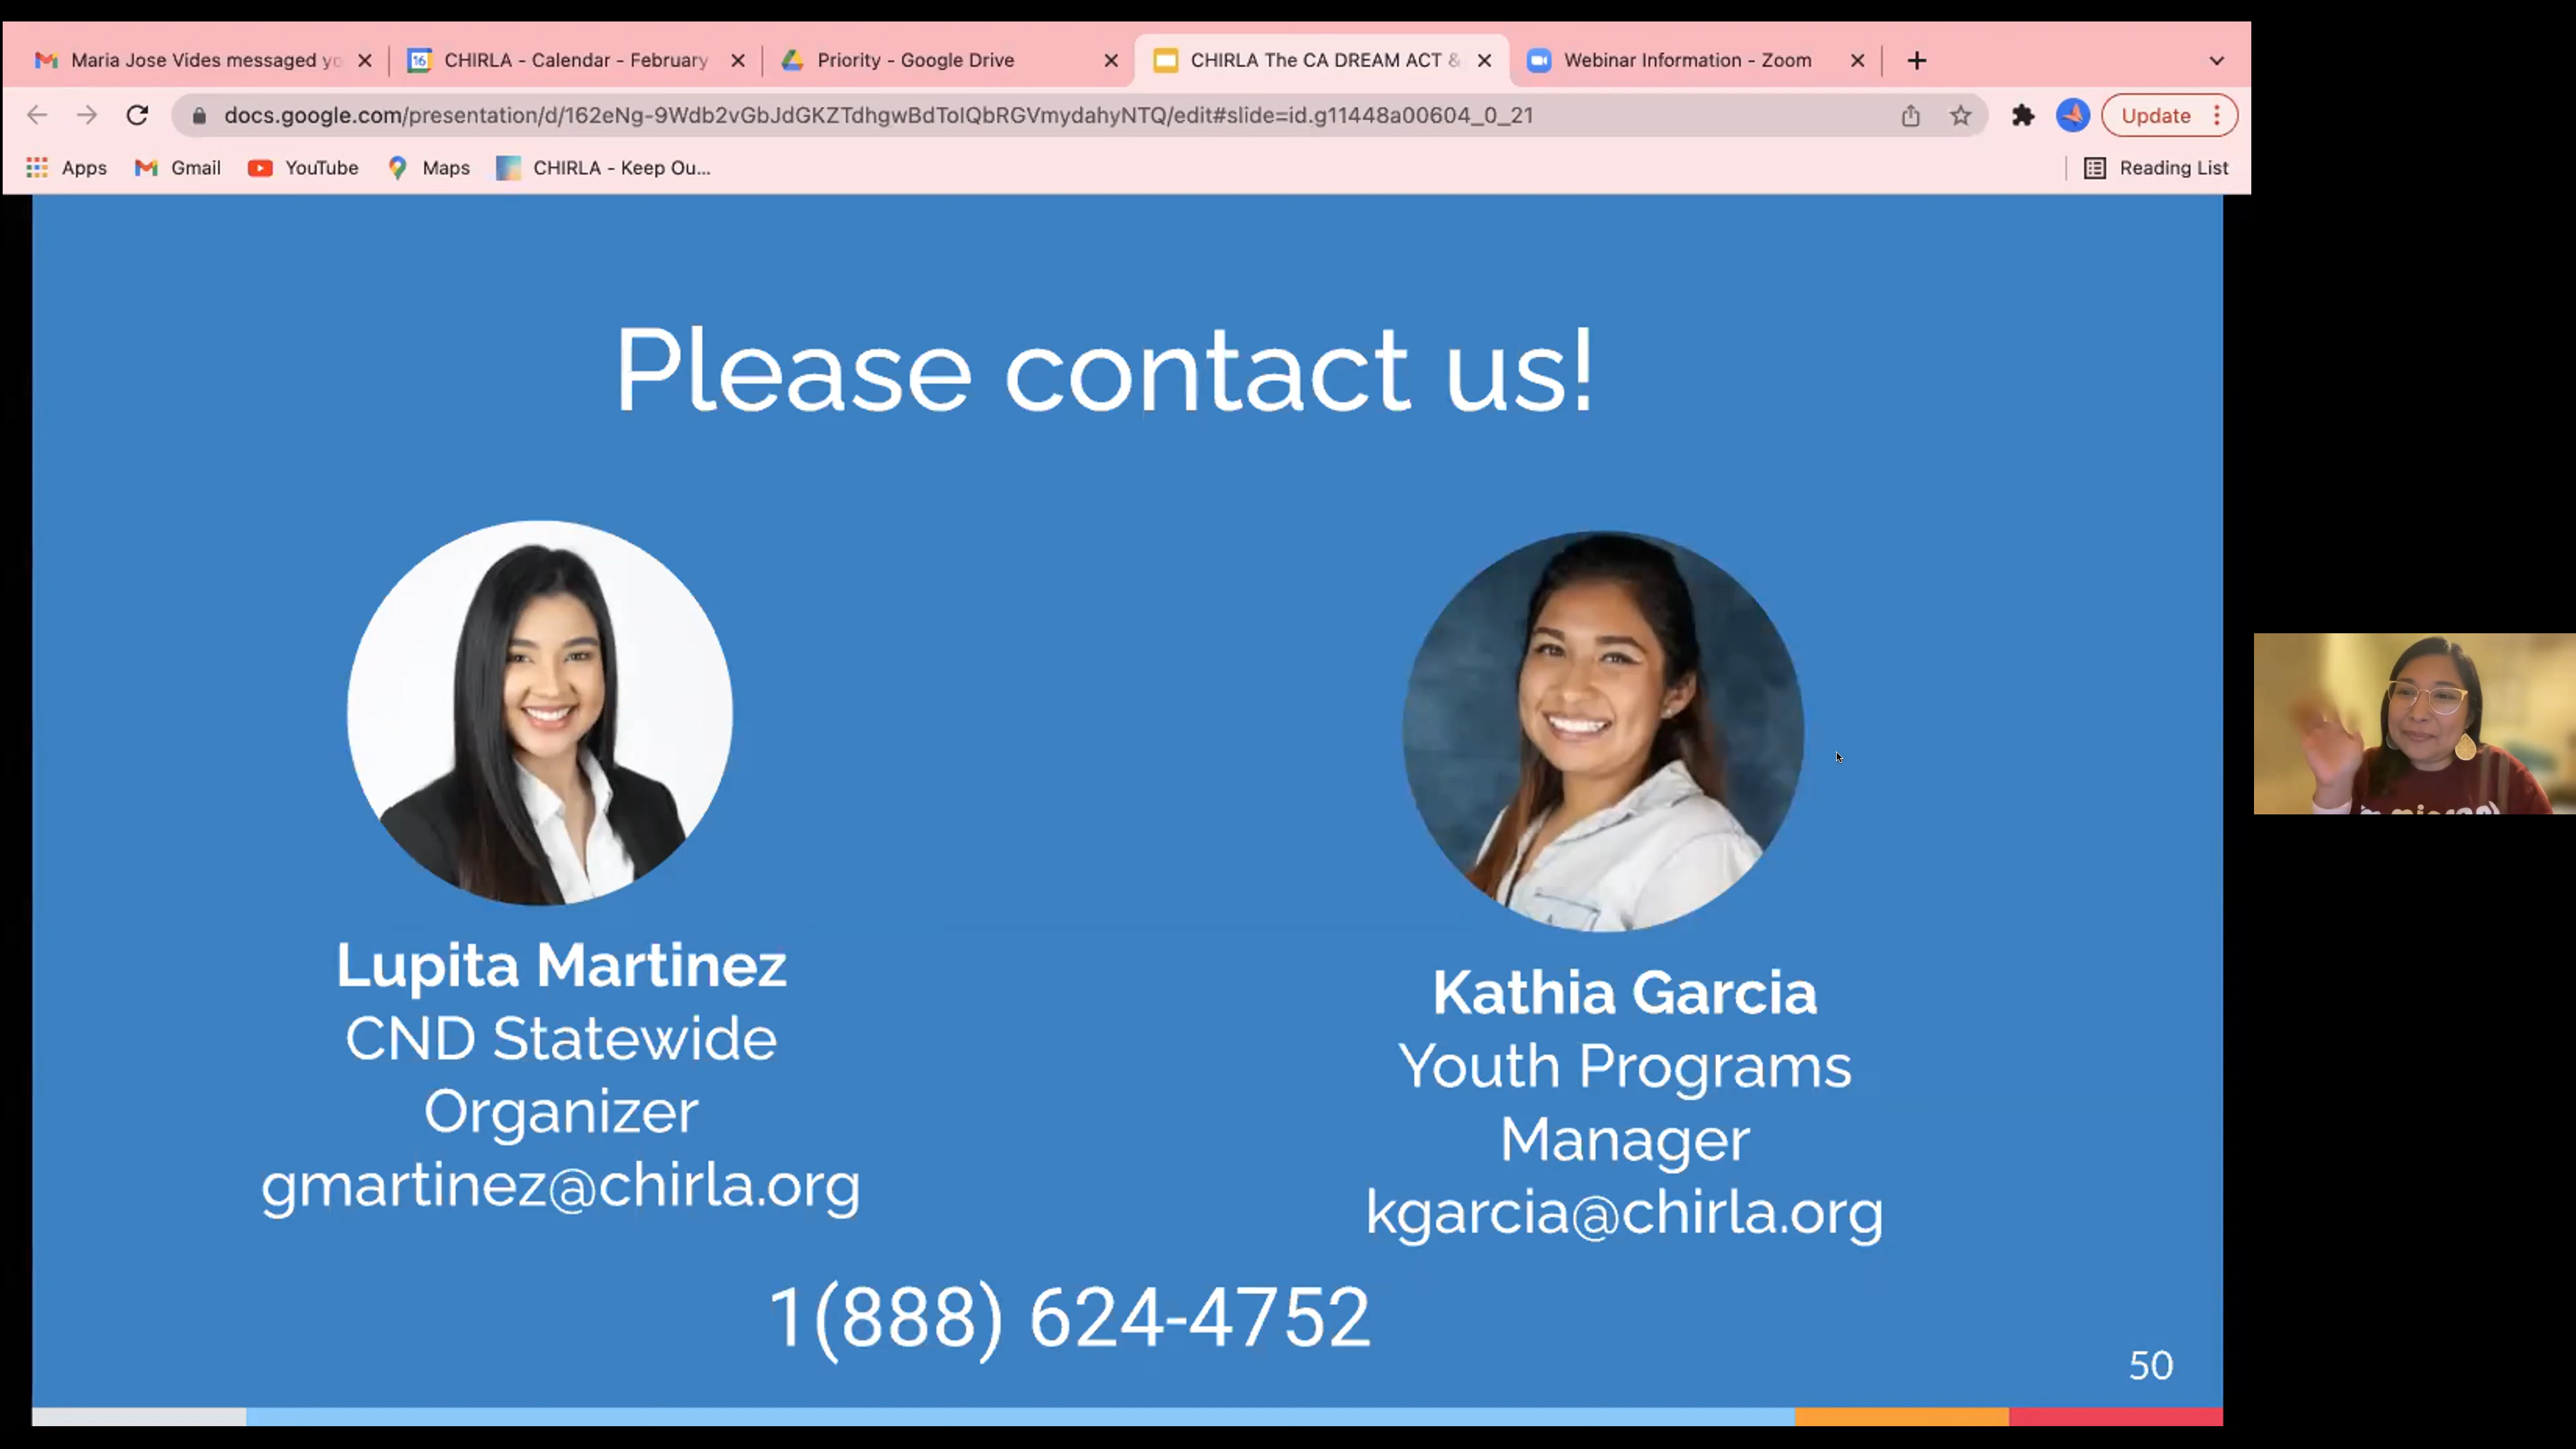 Maria Jose Vides messaged yo
CHIRLA - Calendar - February
Priority - Google Drive
CHIRLA The CA DREAM ACT &
Webinar Information - Zoom
docs.google.com/presentation/d/162eNg-9Wdb2vGbJdGKZTdhgwBdToIQbRGVmydahyNTQ/edit#slide=id.g11448a00604_0_21
Update
Apps
Gmail
YouTube
Maps
CHIRLA - Keep Ou...
Reading List
Please contact us!
Lupita Martinez
CND Statewide
Organizer
gmartinez@chirla.org
Kathia Garcia
Youth Programs
Manager
kgarcia@chirla.org
1(888) 624-4752
50